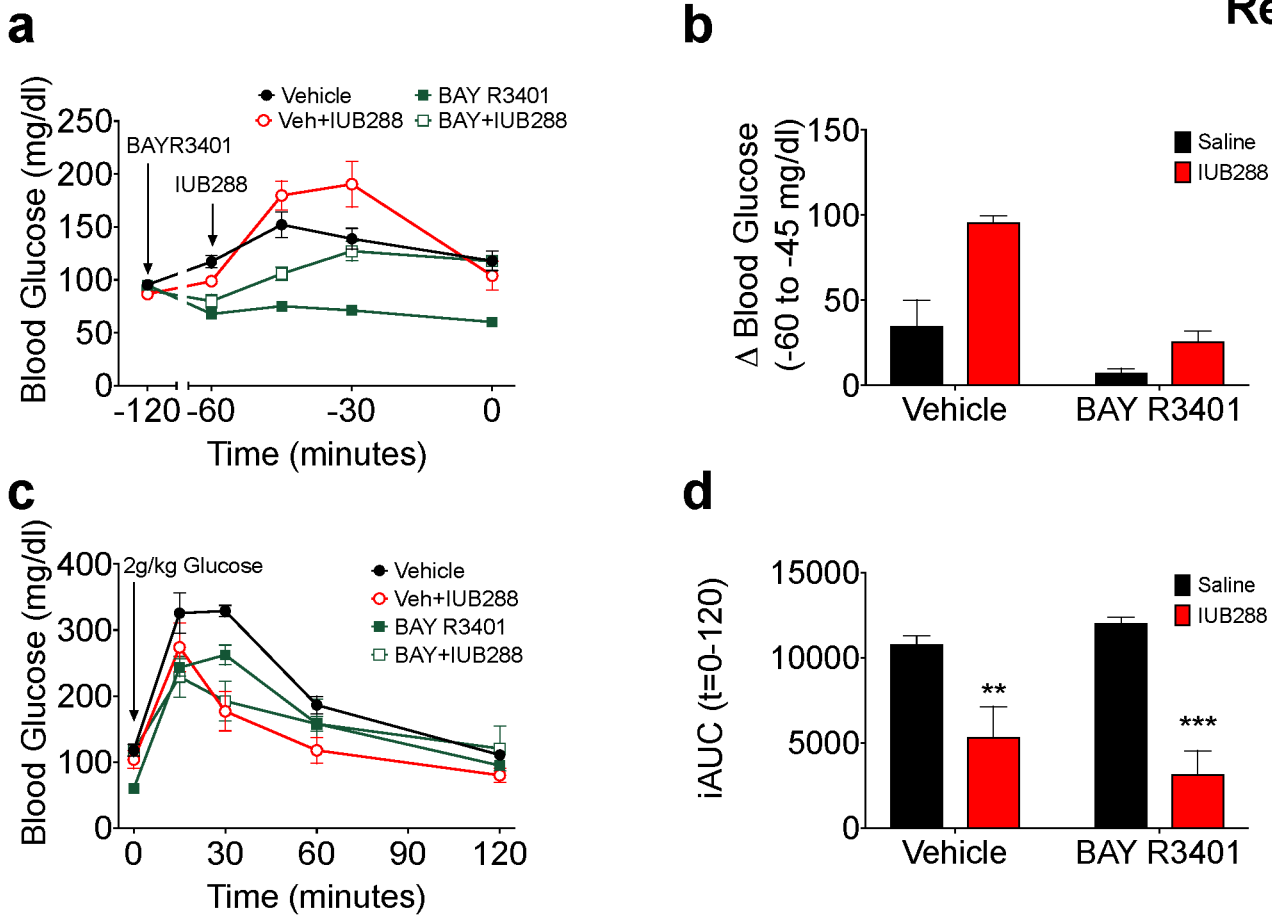 a
Blood Glucose (mg/dl)
250
200
150
100
50
0
Vehicle
Veh+IUB288
BAY R3401
BAY+IUB288
BAYR3401
IUB288
-120 -60 -30 0
Time (minutes)
b
Re
Δ Blood Glucose
(-60 to -45 mg/dl)
150
100
50
0
Saline
IUB288
Vehicle BAY R3401
c
Blood Glucose (mg/dl)
400
300
200
100
0
2g/kg Glucose
Vehicle
Veh+IUB288
BAY R3401
BAY+IUB288
0 30 60 90 120
Time (minutes)
d
iAUC (t=0-120)
15000
10000
5000
0
Saline
IUB288
**
***
Vehicle BAY R3401